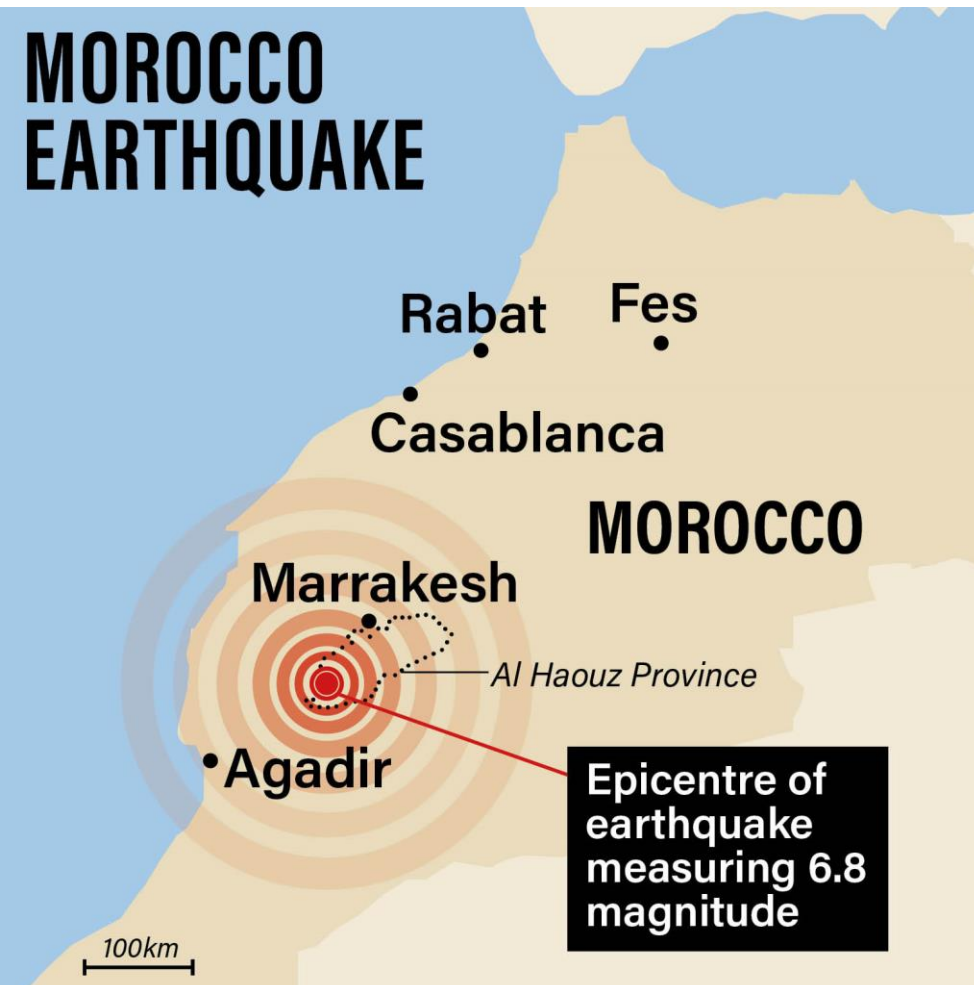 MOROCCO
EARTHQUAKE
Rabat
Fes
Casablanca
MOROCCO
Marrakesh
Al Haouz Province
Agadir
Epicentre of
earthquake
measuring 6.8
magnitude
100km